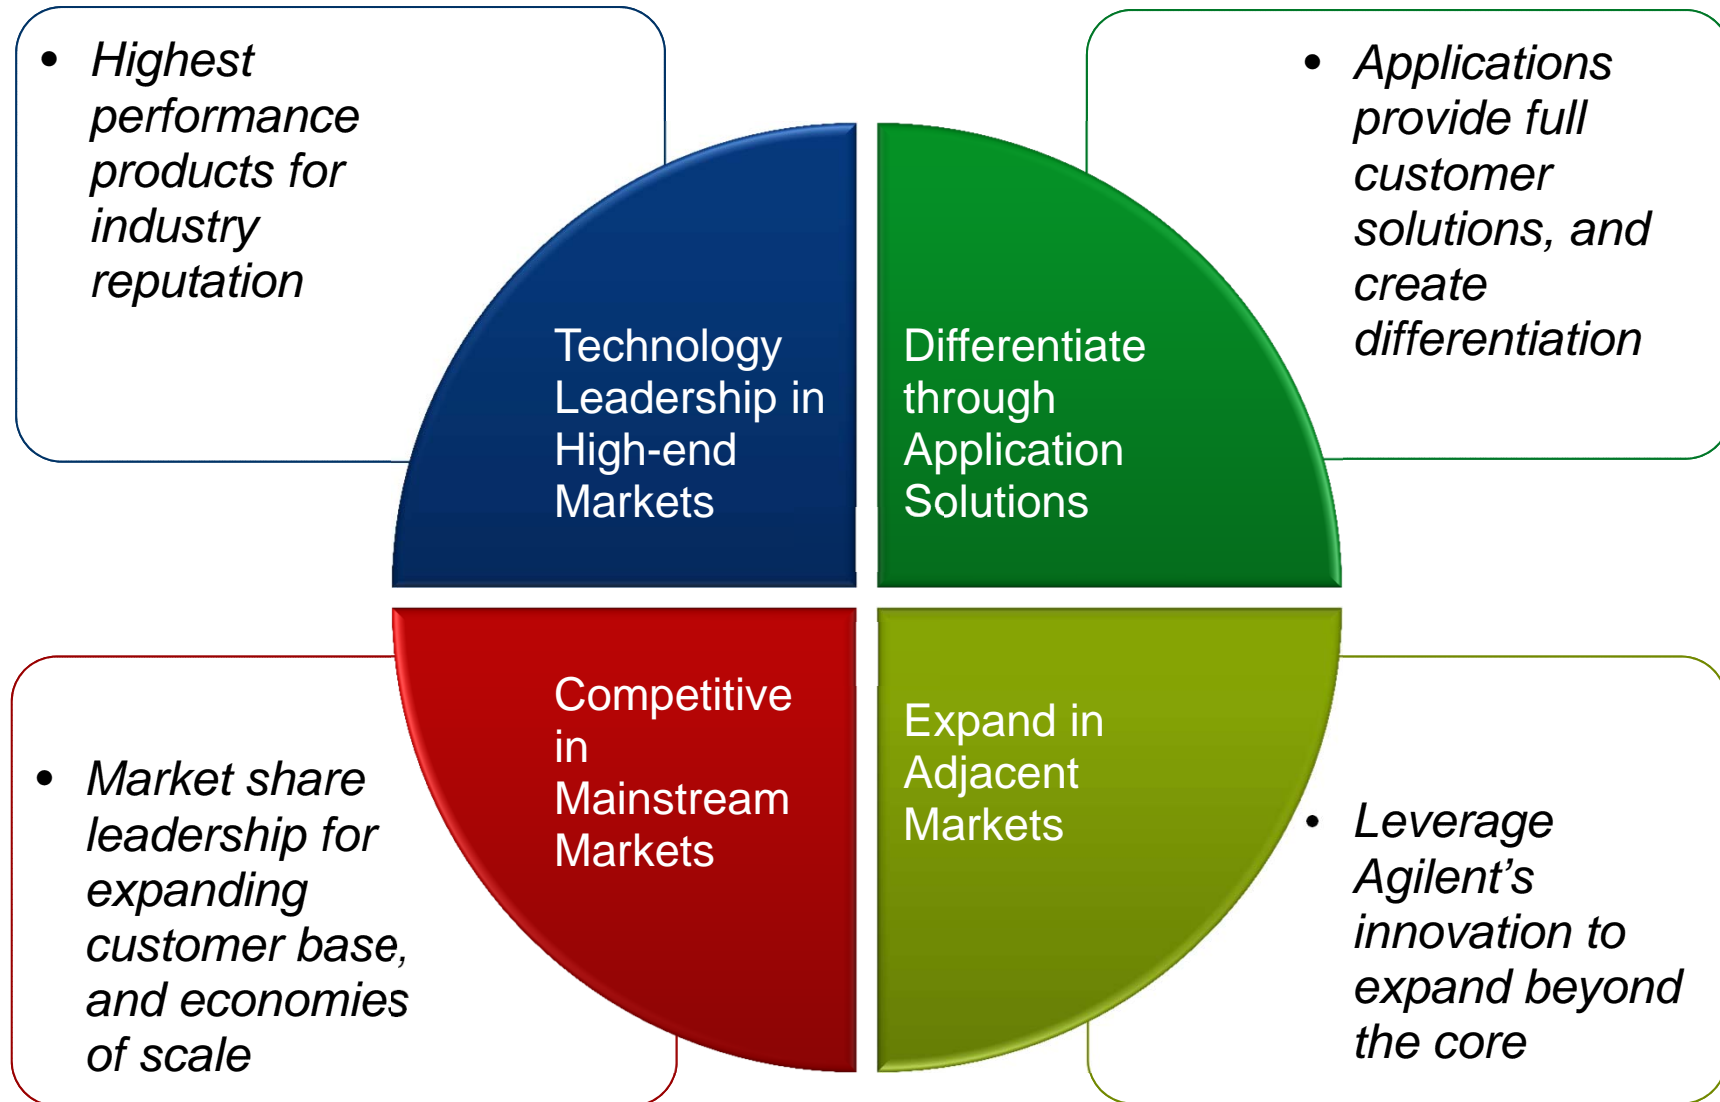 • Highest
performance
products for
industry
reputation
• Applications
provide full
customer
solutions, and
create
differentiation
Technology
Leadership in
High-end
Markets
Differentiate
through
Application
Solutions
Competitive
in
Mainstream
Markets
Expand in
Adjacent
Markets
• Market share
leadership for
expanding
customer base,
and economies
of scale
• Leverage
Agilent’s
innovation to
expand beyond
the core